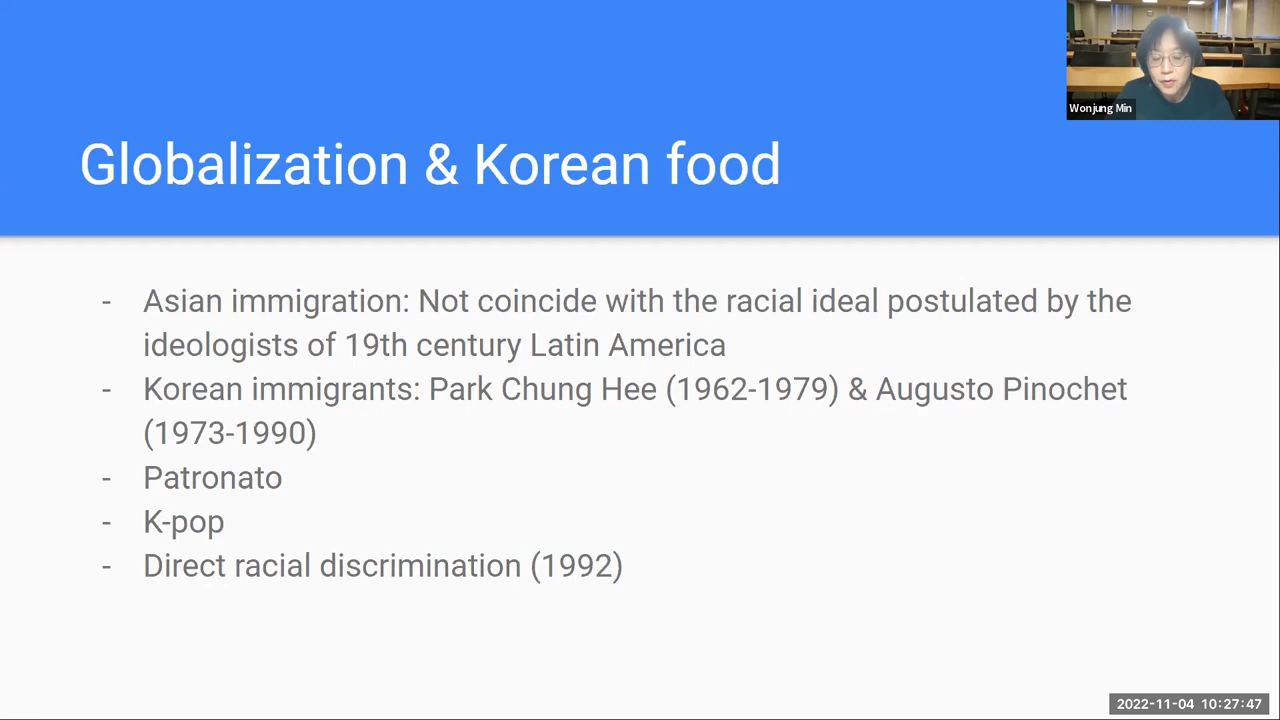 Wonjung Min
Globalization & Korean food
- Asian immigration: Not coincide with the racial ideal postulated by the
ideologists of 19th century Latin America
- Korean immigrants: Park Chung Hee (1962-1979) & Augusto Pinochet
(1973-1990)
- Patronato
- K-pop
- Direct racial discrimination (1992)
2022-11-04 10:27:47